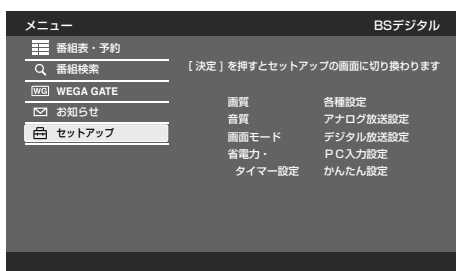 メニュー BSデジタル
番組表・予約
番組検索
WG WEGA GATE
お知らせ
セットアップ
［決定］を押すとセットアップの画面に切り換わります
画質 各種設定
音質 アナログ放送設定
画面モード デジタル放送設定
省電力・ ＰＣ入力設定
タイマー設定 かんたん設定